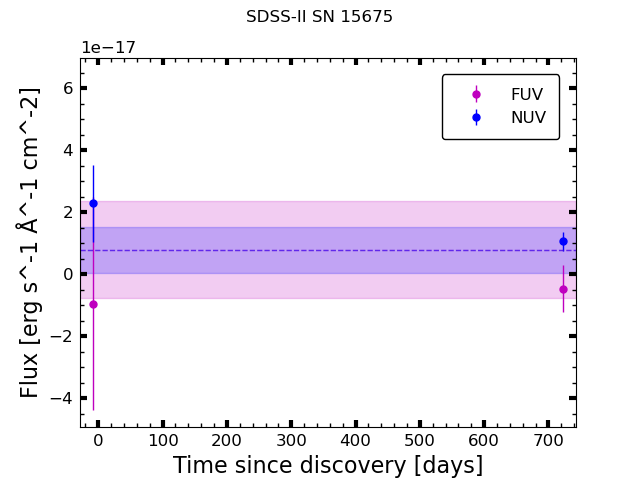 SDSS-II SN 15675
1e−17
FUV
NUV
6
4
2
0
−2
−4
Flux [erg s^-1 Å^-1 cm^-2]
0 100 200 300 400 500 600 700
Time since discovery [days]